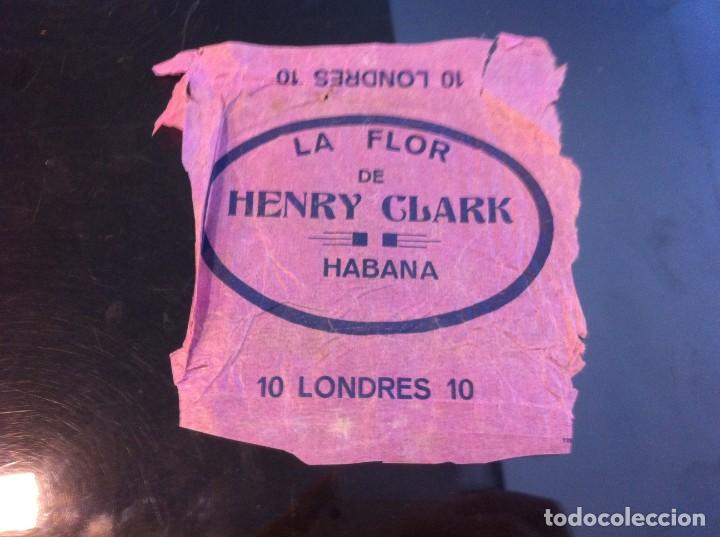 10 LONDRES 10
LA FLOR
DE
HENRY CLARK
HABANA
10 LONDRES 10
todocoleccion